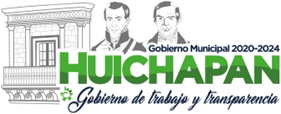 Gobierno Municipal 2020-2024
HUICHAPAN
Gobierno de trabajo y transparencia